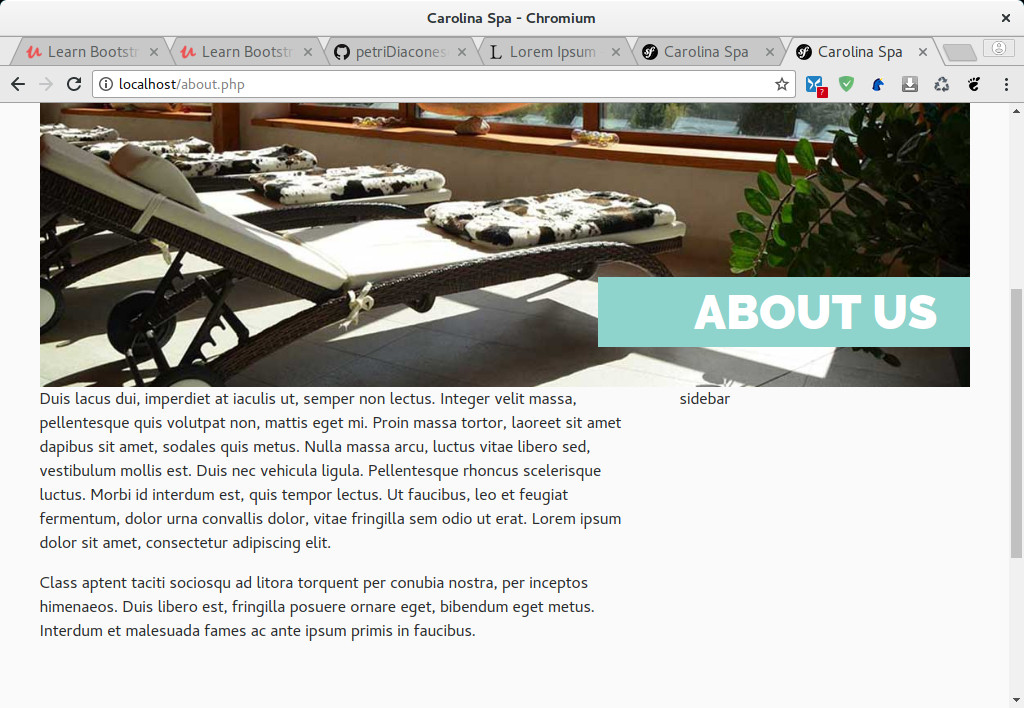 Carolina Spa - Chromium
Learn Bootstr
Learn Bootstr
petriDiacones
Lorem Ipsum
Carolina Spa
Carolina Spa
localhost/about.php
?
ABOUT US
Duis lacus dui, imperdiet at iaculis ut, semper non lectus. Integer velit massa,
pellentesque quis volutpat non, mattis eget mi. Proin massa tortor, laoreet sit amet
dapibus sit amet, sodales quis metus. Nulla massa arcu, luctus vitae libero sed,
vestibulum mollis est. Duis nec vehicula ligula. Pellentesque rhoncus scelerisque
luctus. Morbi id interdum est, quis tempor lectus. Ut faucibus, leo et feugiat
fermentum, dolor urna convallis dolor, vitae fringilla sem odio ut erat. Lorem ipsum
dolor sit amet, consectetur adipiscing elit.
Class aptent taciti sociosqu ad litora torquent per conubia nostra, per inceptos
himenaeos. Duis libero est, fringilla posuere ornare eget, bibendum eget metus.
Interdum et malesuada fames ac ante ipsum primis in faucibus.
sidebar